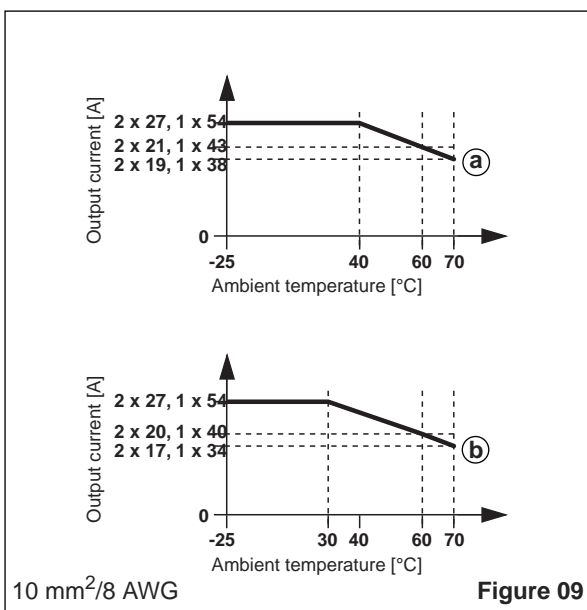 Output current [A]
2 x 27, 1 x 54
2 x 21, 1 x 43
2 x 19, 1 x 38
a
0
-25 40 60 70
Ambient temperature [°C]
Output current [A]
2 x 27, 1 x 54
2 x 20, 1 x 40
2 x 17, 1 x 34
b
0
-25 30 40 60 70
Ambient temperature [°C]
10 mm²/8 AWG Figure 09